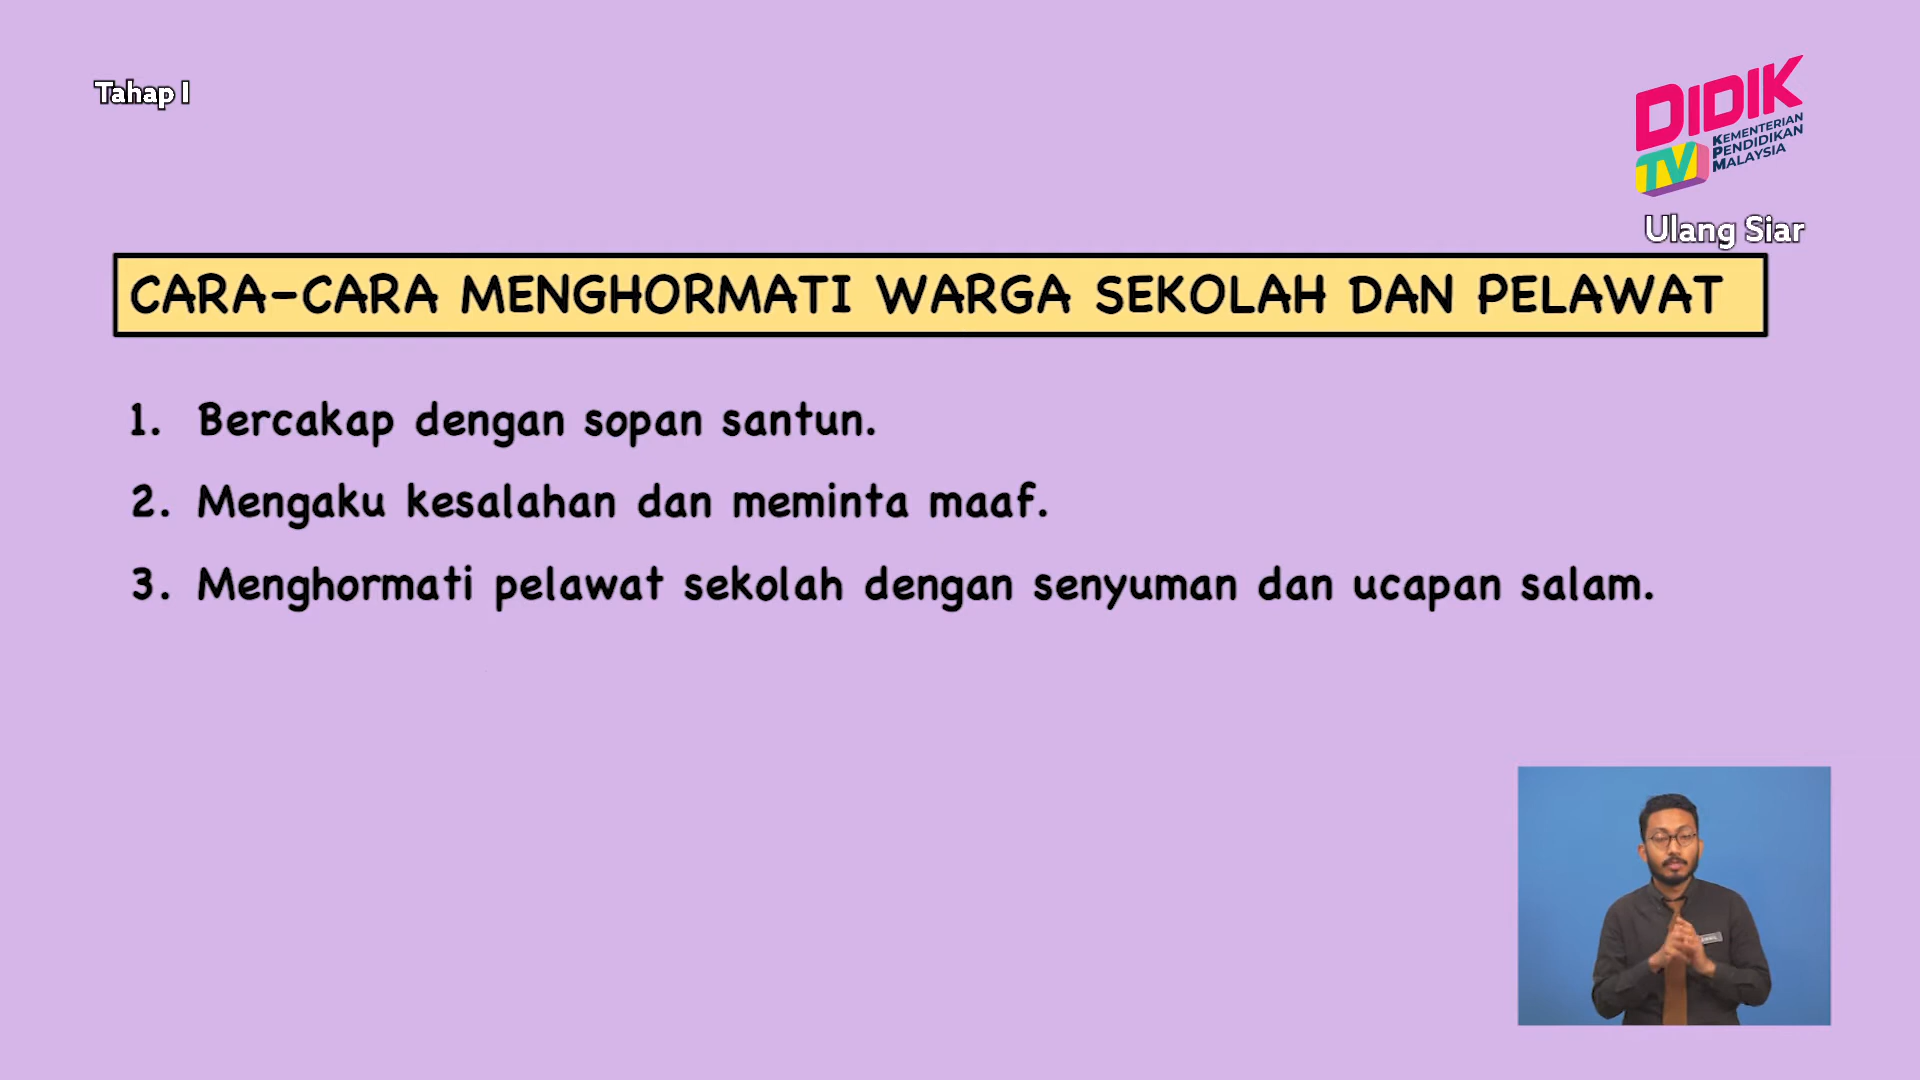 Tahap I
DIDIK
TV
KEMENTERIAN
PENDIDIKAN
MALAYSIA
Ulang Siar
CARA-CARA MENGHORMATI WARGA SEKOLAH DAN PELAWAT
1. Bercakap dengan sopan santun.
2. Mengaku kesalahan dan meminta maaf.
3. Menghormati pelawat sekolah dengan senyuman dan ucapan salam.